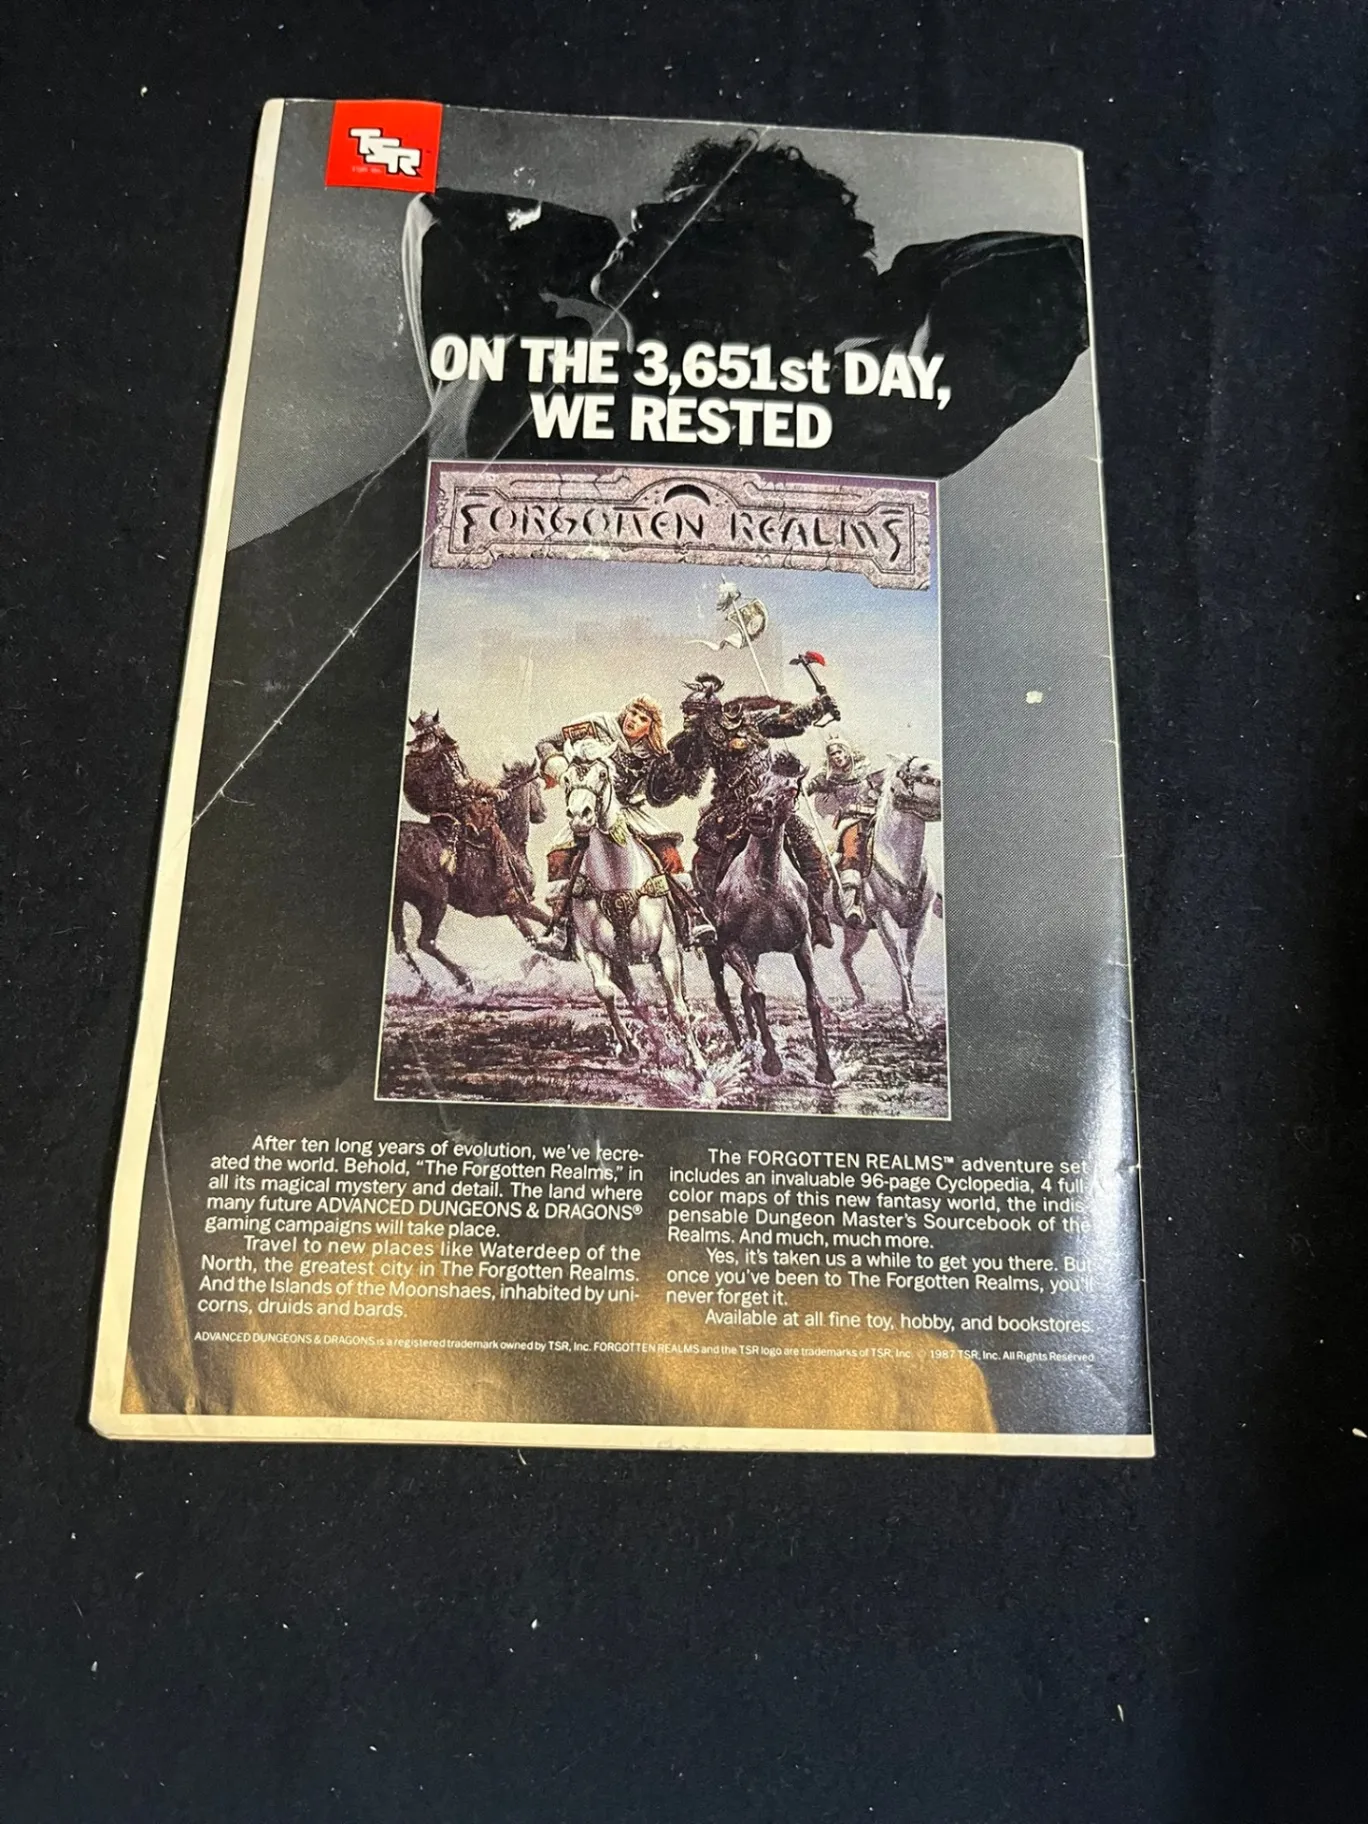 TSR
ON THE 3,651st DAY,
WE RESTED
FORGOTTEN REALMS
After ten long years of evolution, we've recre-
ated the world. Behold, "The Forgotten Realms," in
all its magical mystery and detail. The land where
many future ADVANCED DUNGEONS & DRAGONS®
gaming campaigns will take place.
Travel to new places like Waterdeep of the
North, the greatest city in The Forgotten Realms.
And the Islands of the Moonshaes, inhabited by uni-
corns, druids and bards.
The FORGOTTEN REALMS™ adventure set
includes an invaluable 96-page Cyclopedia, 4 full-
color maps of this new fantasy world, the indis-
pensable Dungeon Master's Sourcebook of the
Realms. And much, much more.
Yes, it's taken us a while to get you there. But
once you've been to The Forgotten Realms, you'll
never forget it.
Available at all fine toy, hobby, and bookstores.
ADVANCED DUNGEONS & DRAGONS is a registered trademark owned by TSR, Inc. FORGOTTEN REALMS and the TSR logo are trademarks of TSR, Inc. © 1987 TSR, Inc. All Rights Reserved.